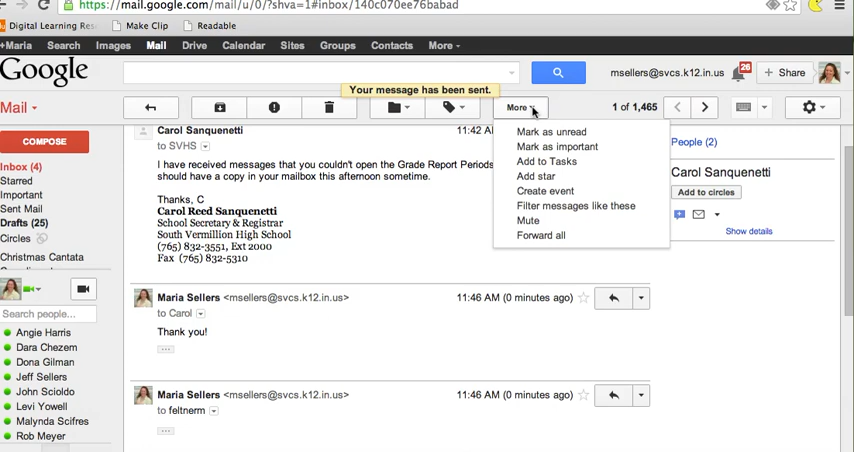 https://mail.google.com/mail/u/0/?shva=1#inbox/140c070ee76babad
Digital Learning Res
Make Clip
Readable
+Maria Search Images Mail Drive Calendar Sites Groups Contacts More
Google
msellers@svcs.k12.in.us
26
+ Share
Your message has been sent.
Mail
More
1 of 1,465
COMPOSE
Inbox (4)
Starred
Important
Sent Mail
Drafts (25)
Circles
Christmas Cantata
Search people...
Angie Harris
Dara Chezem
Dona Gilman
Jeff Sellers
John Scioldo
Levi Yowell
Malynda Scifres
Rob Meyer
Carol Sanquenetti
11:42 A
to SVHS
I have received messages that you couldn't open the Grade Report Periods
should have a copy in your mailbox this afternoon sometime.
Thanks, C
Carol Reed Sanquenetti
School Secretary & Registrar
South Vermillion High School
(765) 832-3551, Ext 2000
Fax (765) 832-5310
Mark as unread
Mark as important
Add to Tasks
Add star
Create event
Filter messages like these
Mute
Forward all
People (2)
Carol Sanquenetti
Add to circles
Show details
Maria Sellers <msellers@svcs.k12.in.us>
11:46 AM (0 minutes ago)
to Carol
Thank you!
...
Maria Sellers <msellers@svcs.k12.in.us>
11:46 AM (0 minutes ago)
to feltnerm
...